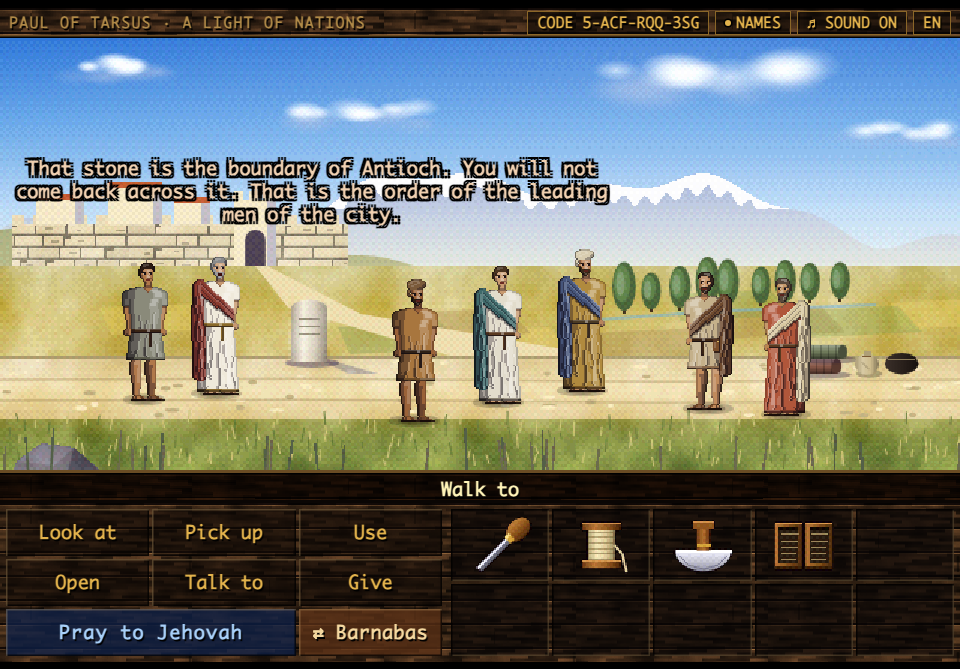 PAUL OF TARSUS · A LIGHT OF NATIONS
CODE 5-ACF-RQQ-3SG
• NAMES
♬ SOUND ON
EN
That stone is the boundary of Antioch. You will not
come back across it. That is the order of the leading
men of the city.
Walk to
Look at
Pick up
Use
Open
Talk to
Give
Pray to Jehovah
⇄ Barnabas